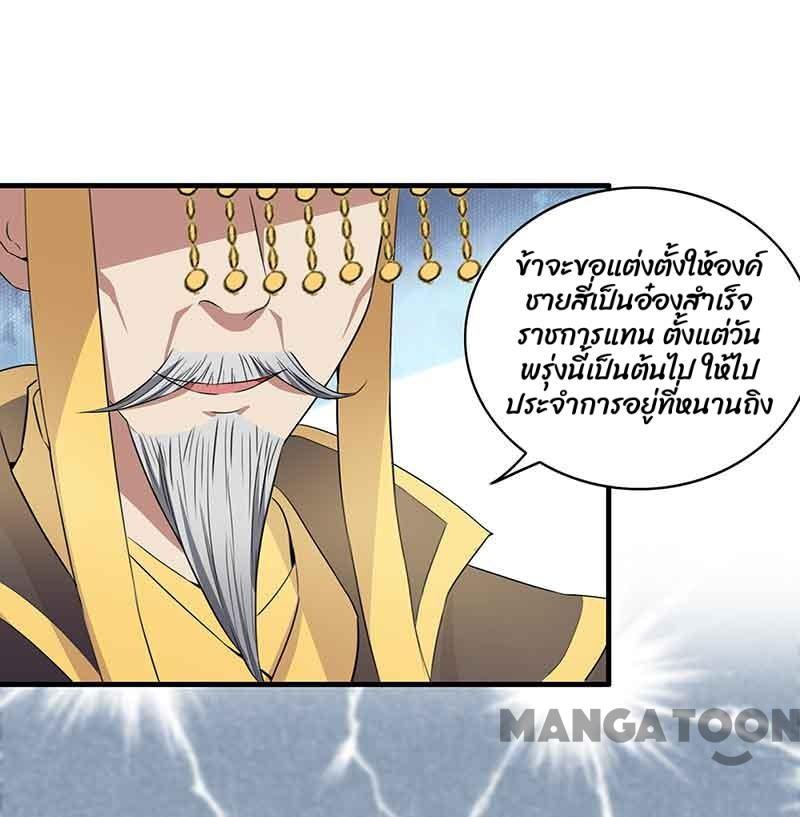 ข้าจะขอแต่งตั้งให้องค์
ชายสี่เป็นอ๋องสำเร็จ
ราชการแทน ตั้งแต่วัน
พรุ่งนี้เป็นต้นไป ให้ไป
ประจำการอยู่ที่หนานถิง
MANGATOON